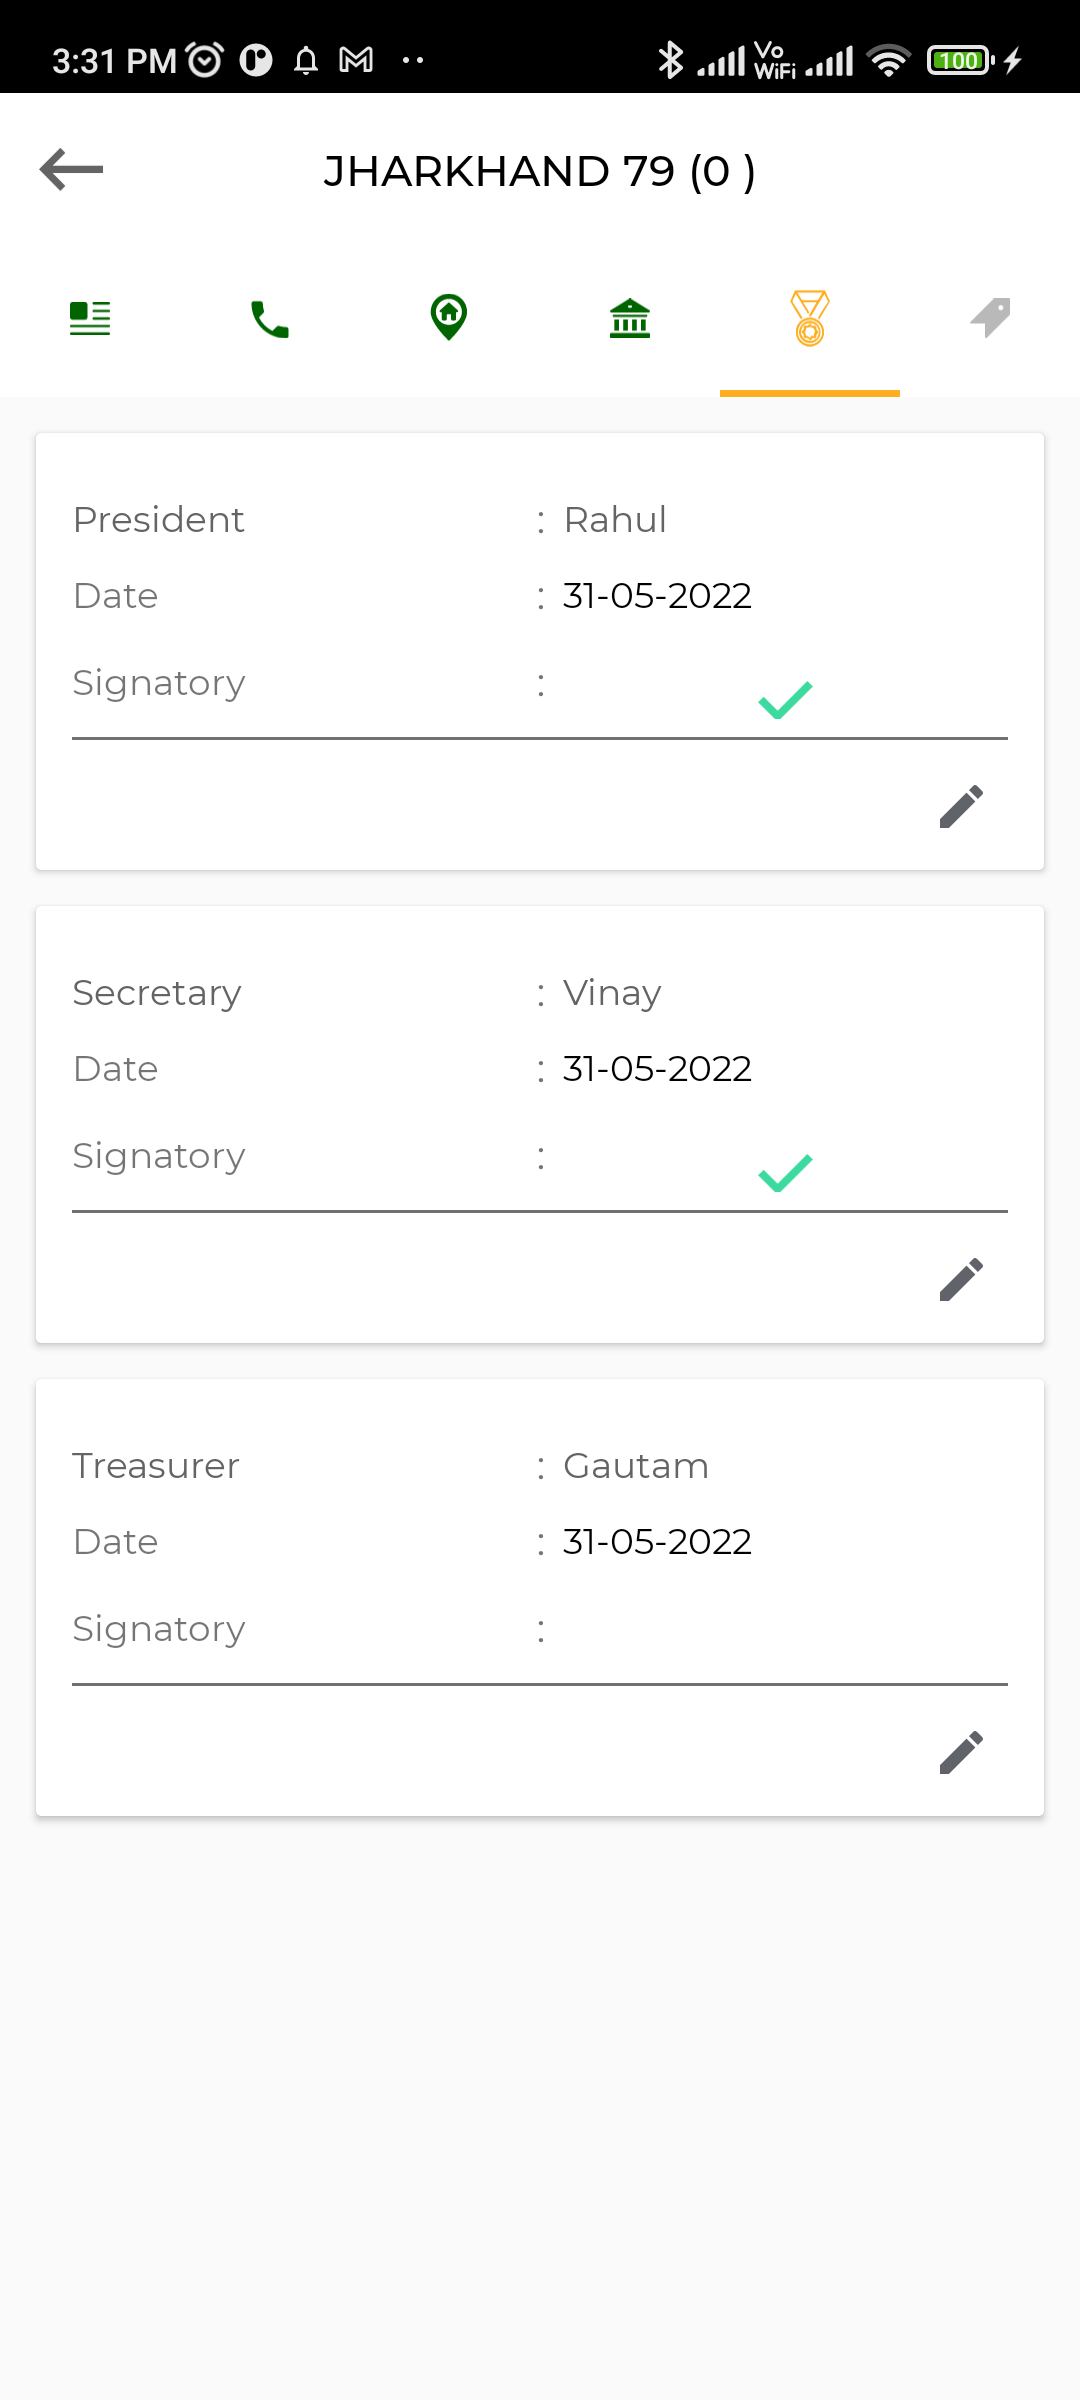 3:31 PM Vo WiFi 100
JHARKHAND 79 (0 )
President : Rahul
Date : 31-05-2022
Signatory :
Secretary : Vinay
Date : 31-05-2022
Signatory :
Treasurer : Gautam
Date : 31-05-2022
Signatory :